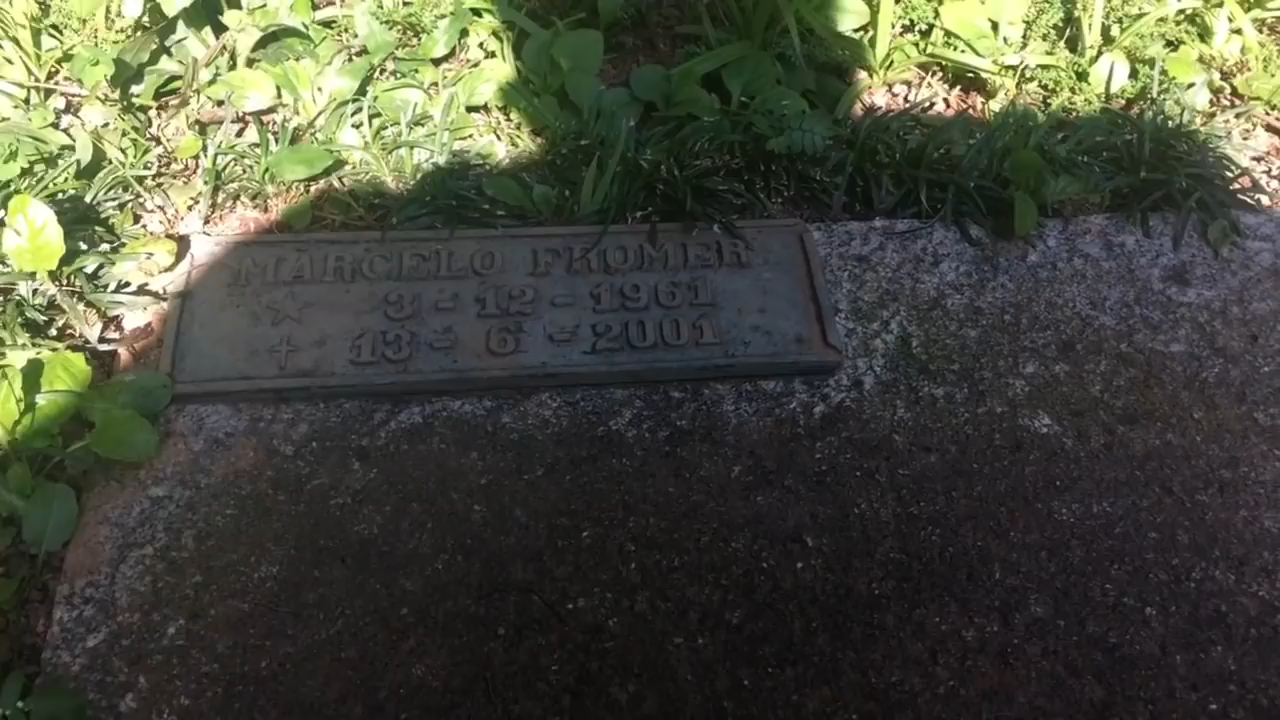 MARCELO FROMER
☆ 3-12-1961
✝ 13-6-2001